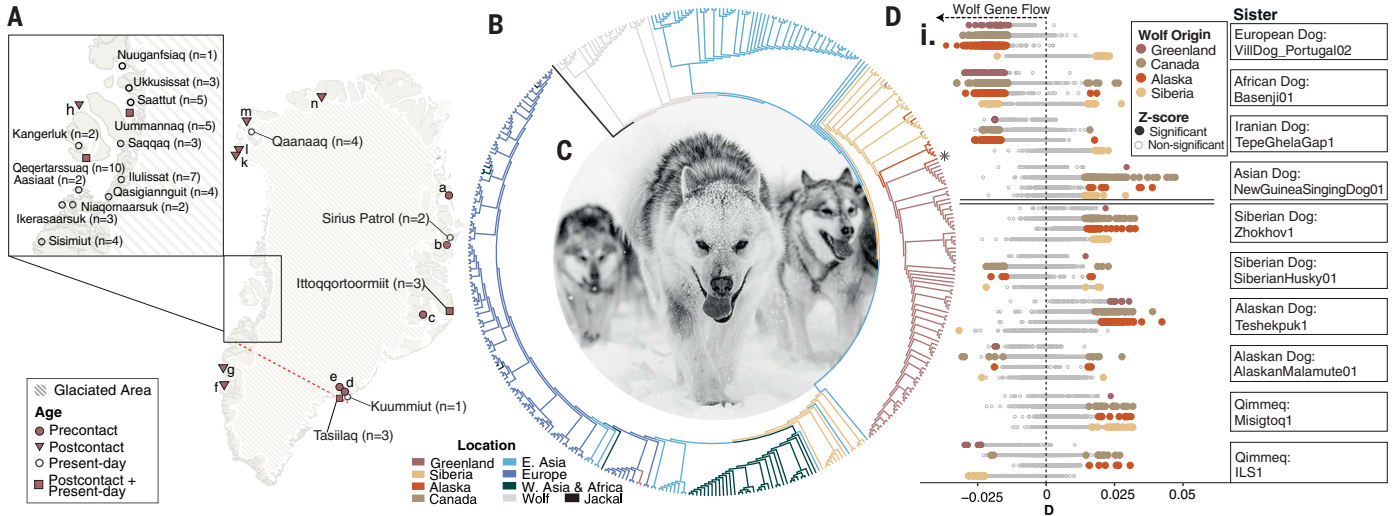 A
Nuuganfsiaq (n=1)
Ukkusissat (n=3)
Saattut (n=5)
h
Uummannaq (n=5)
Kangerluk (n=2)
Saqqaq (n=3)
Qeqertarssuaq (n=10)
Aasiaat (n=2)
Ilulissat (n=7)
Qasigiannguit (n=4)
Niaqornaarsuk (n=2)
Ikerasaarsuk (n=3)
Sisimiut (n=4)
n
m
Qaanaaq (n=4)
l
k
a
Sirius Patrol (n=2)
b
Ittoqqortoormiit (n=3)
c
g
f
e
d
Kuummiut (n=1)
Tasiilaq (n=3)
Glaciated Area
Age
Precontact
Postcontact
Present-day
Postcontact +
Present-day
B
C
*
Location
Greenland
Siberia
Alaska
Canada
E. Asia
Europe
W. Asia & Africa
Wolf
Jackal
D
Wolf Gene Flow
i.
Wolf Origin
Greenland
Canada
Alaska
Siberia
Z-score
Significant
Non-significant
Sister
European Dog:
VillDog_Portugal02
African Dog:
Basenji01
Iranian Dog:
TepeGhelaGap1
Asian Dog:
NewGuineaSingingDog01
Siberian Dog:
Zhokhov1
Siberian Dog:
SiberianHusky01
Alaskan Dog:
Teshekpuk1
Alaskan Dog:
AlaskanMalamute01
Qimmeq:
Misigtoq1
Qimmeq:
ILS1
-0.025
0
0.025
0.05
D